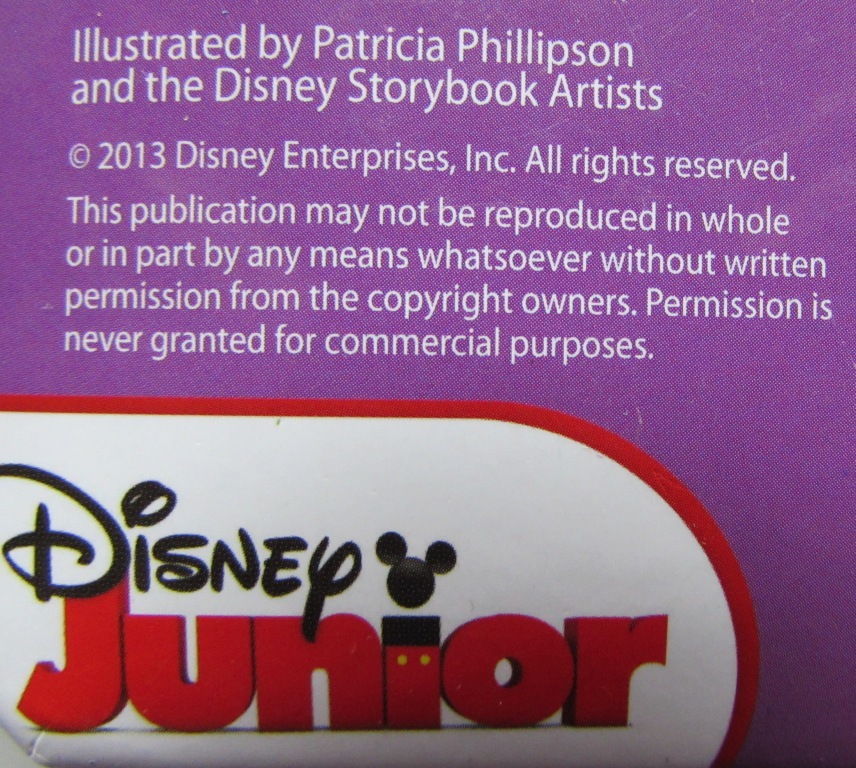 Illustrated by Patricia Phillipson
and the Disney Storybook Artists
© 2013 Disney Enterprises, Inc. All rights reserved.
This publication may not be reproduced in whole
or in part by any means whatsoever without written
permission from the copyright owners. Permission is
never granted for commercial purposes.
Disney
Junior